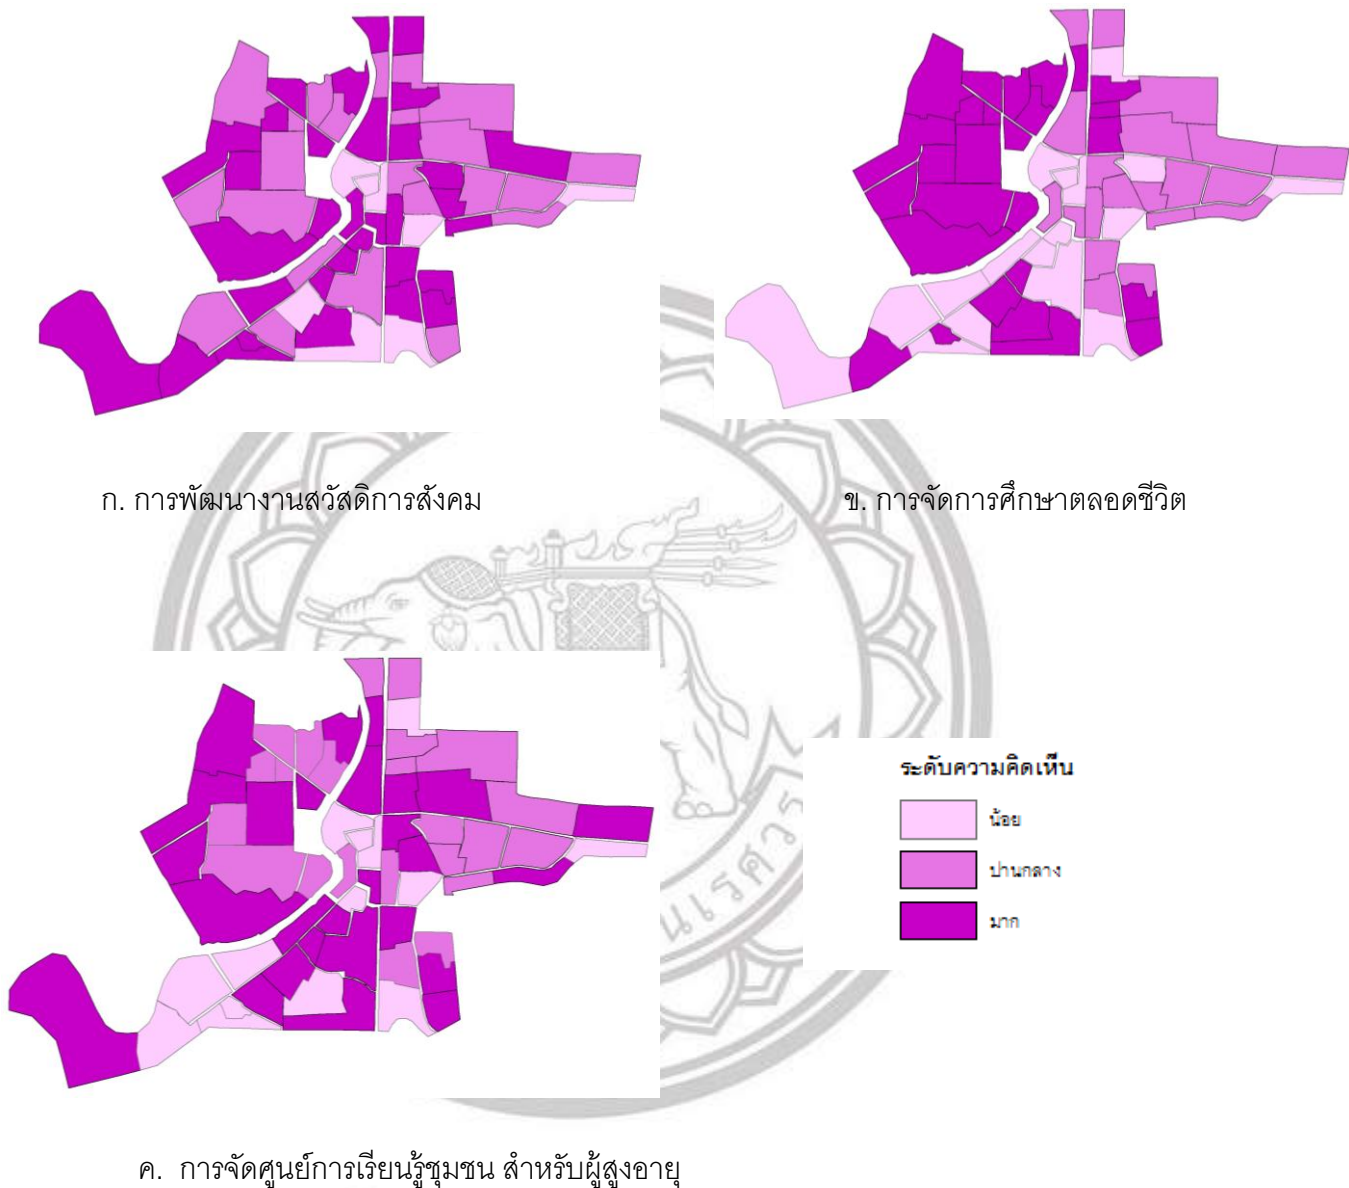 ก. การพัฒนางานสวัสดิการสังคม
ข. การจัดการศึกษาตลอดชีวิต
ระดับความคิดเห็น
น้อย
ปานกลาง
มาก
ค. การจัดศูนย์การเรียนรู้ชุมชน สำหรับผู้สูงอายุ